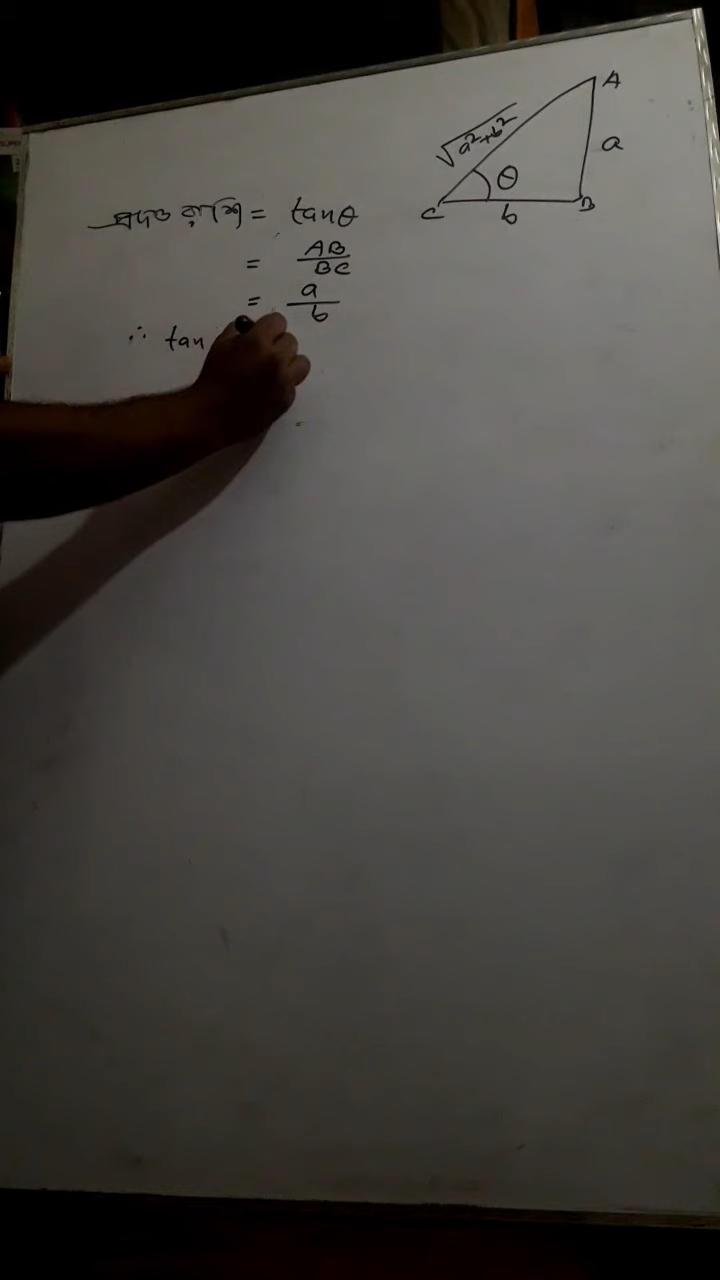 A
√a²+b²
a
θ
C
b
B
প্রদত্ত রাশি = tanθ
= AB/BC
= a/b
∴ tan